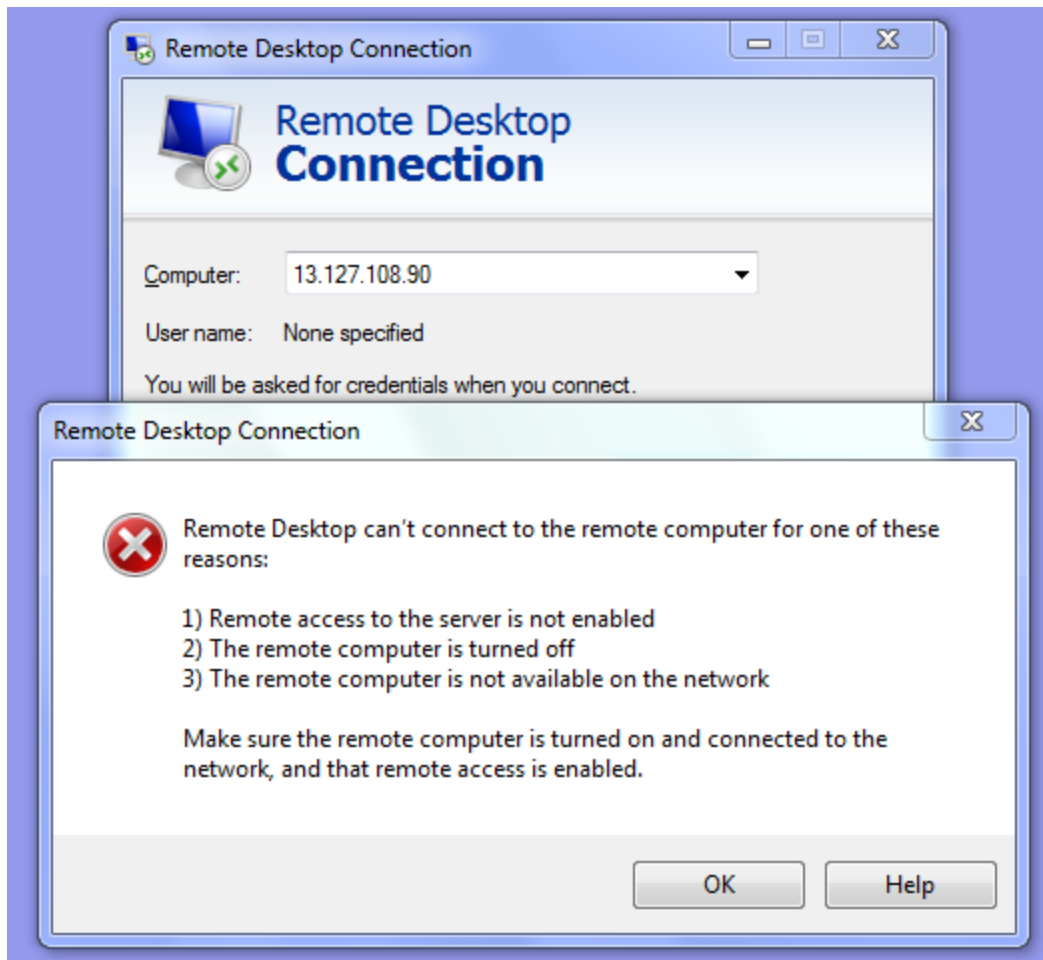 Remote Desktop Connection
Remote Desktop
Connection
Computer: 13.127.108.90
User name: None specified
You will be asked for credentials when you connect.
Remote Desktop Connection
Remote Desktop can't connect to the remote computer for one of these
reasons:
1) Remote access to the server is not enabled
2) The remote computer is turned off
3) The remote computer is not available on the network
Make sure the remote computer is turned on and connected to the
network, and that remote access is enabled.
OK Help